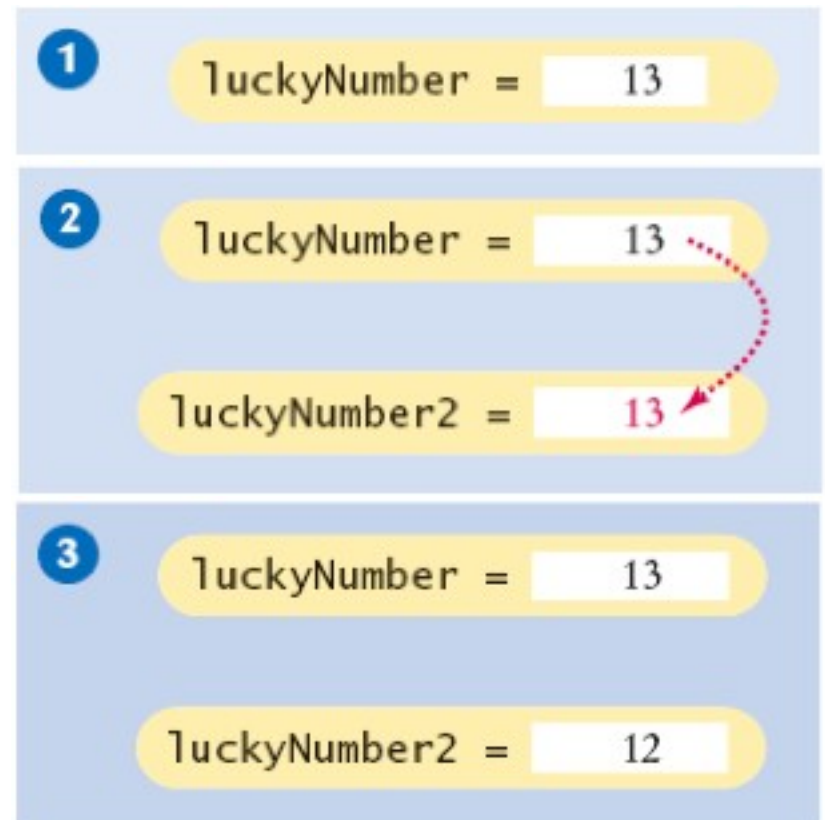 1
luckyNumber = 13
2
luckyNumber = 13
luckyNumber2 = 13
3
luckyNumber = 13
luckyNumber2 = 12